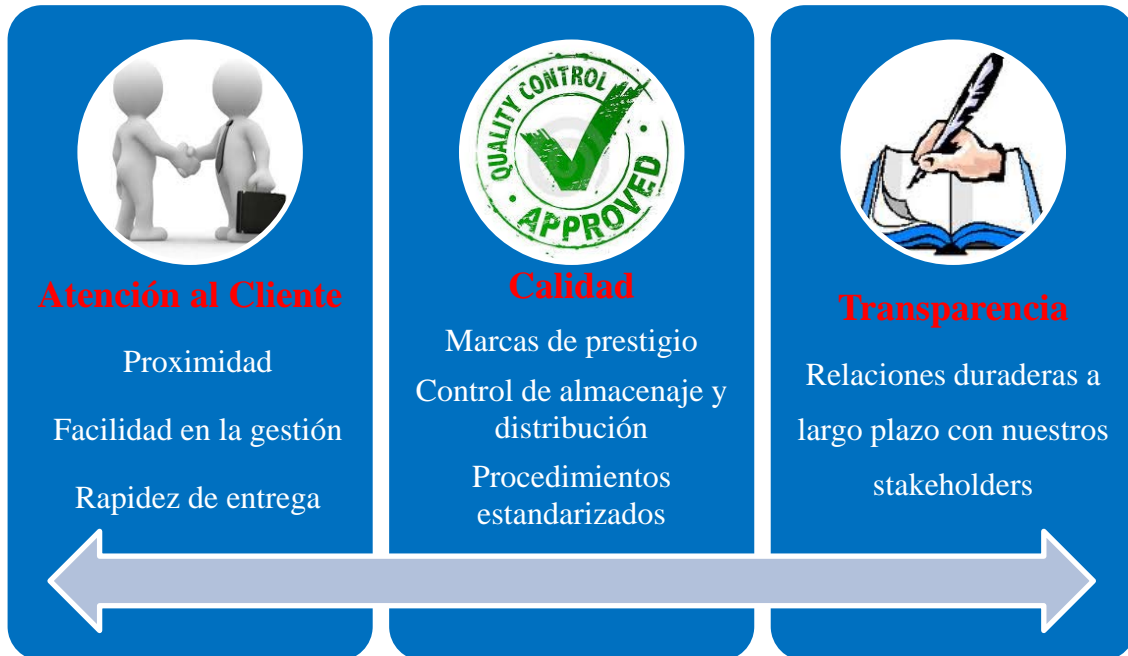 QUALITY CONTROL
APPROVED
Atención al Cliente
Proximidad
Facilidad en la gestión
Rapidez de entrega
Calidad
Marcas de prestigio
Control de almacenaje y
distribución
Procedimientos
estandarizados
Transparencia
Relaciones duraderas a
largo plazo con nuestros
stakeholders